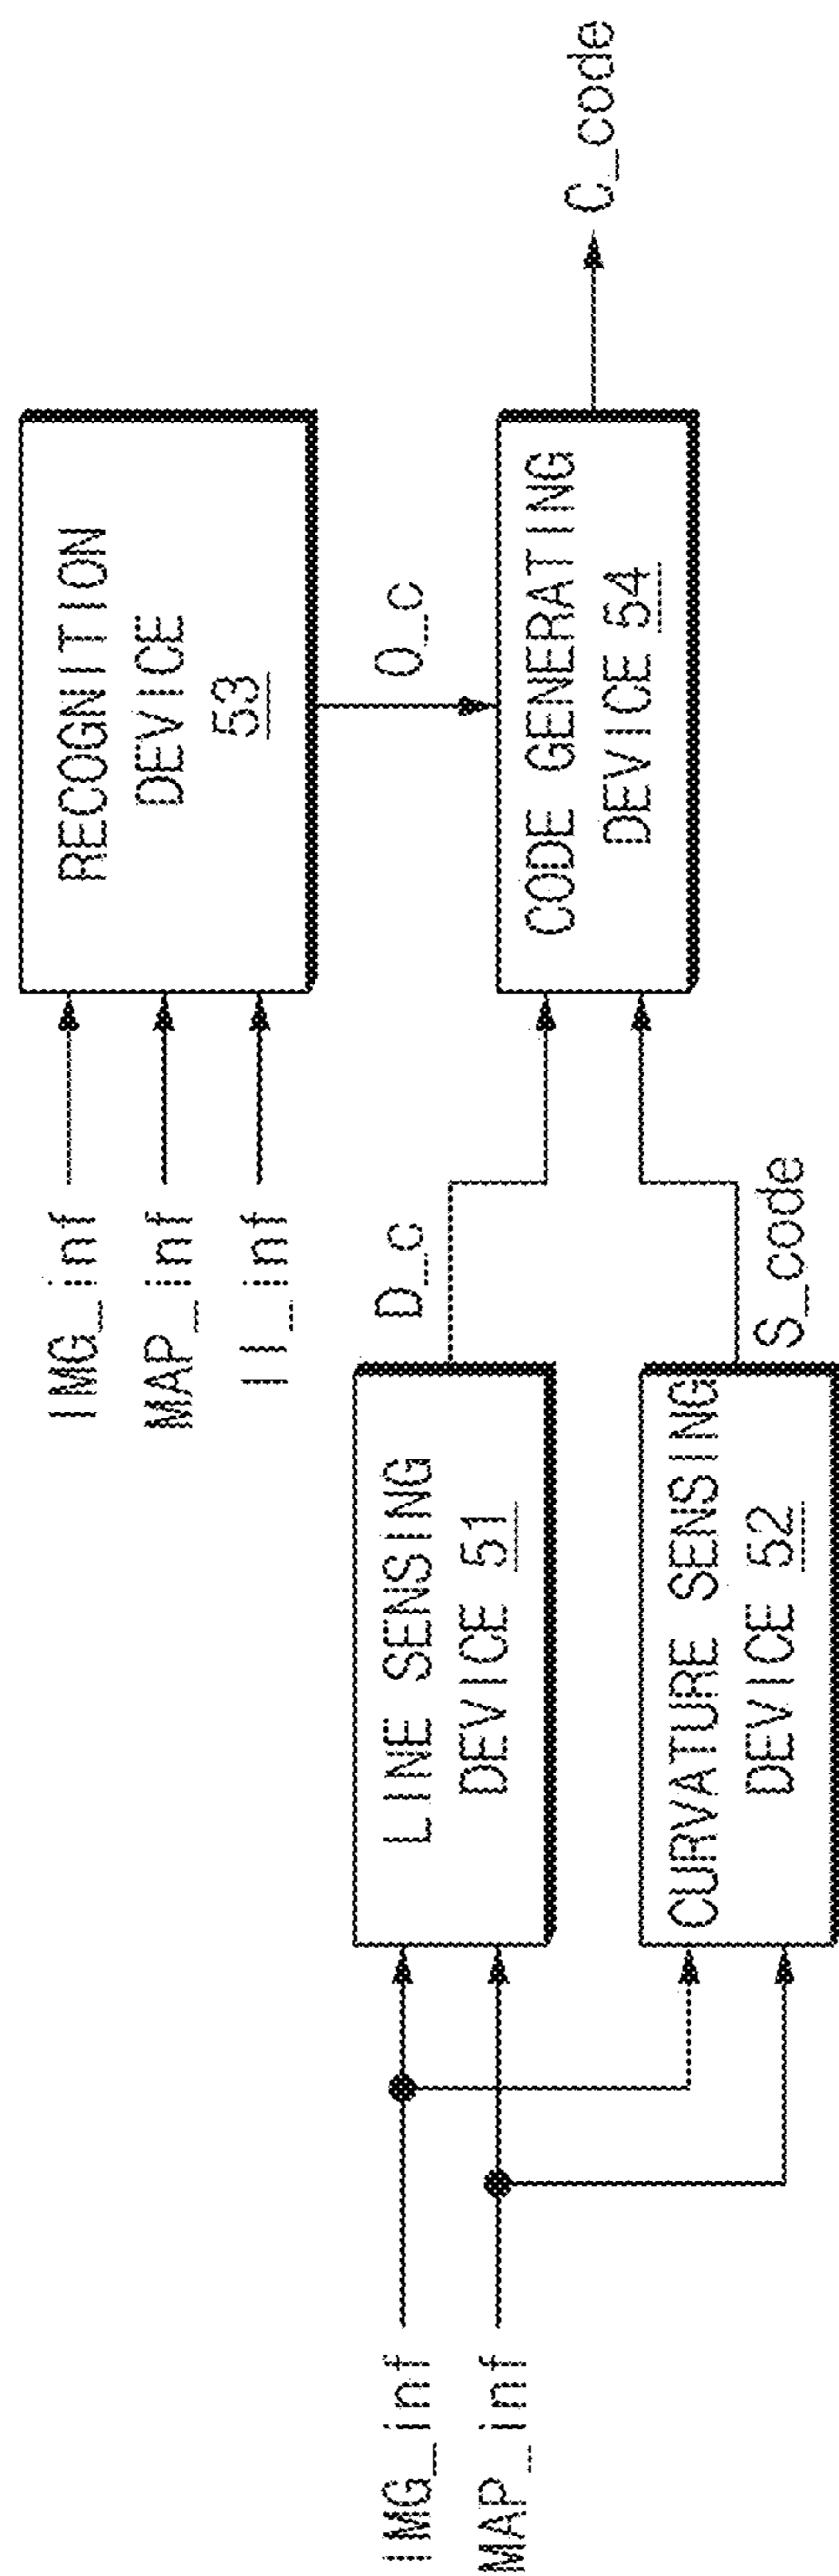 IMG_inf
MAP_inf
II_inf
RECOGNITION
DEVICE
53
O_c
IMG_inf
MAP_inf
LINE SENSING
DEVICE 51
D_c
CURVATURE SENSING
DEVICE 52
S_code
CODE GENERATING
DEVICE 54
C_code